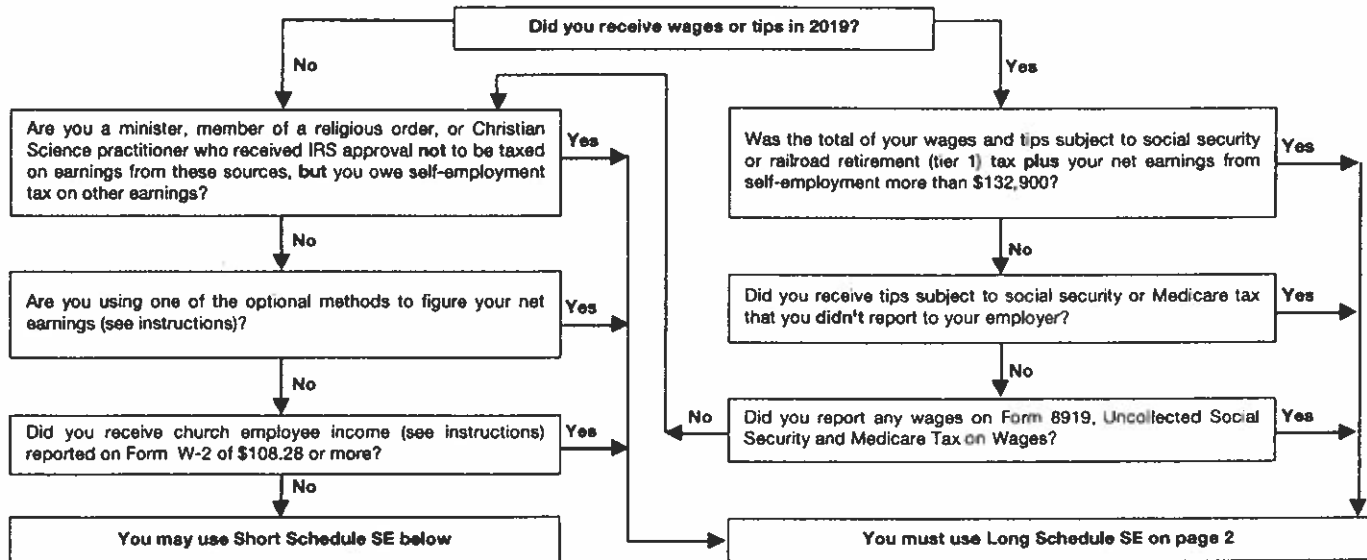 Did you receive wages or tips in 2019?
No
Yes
Are you a minister, member of a religious order, or Christian
Science practitioner who received IRS approval not to be taxed
on earnings from these sources, but you owe self-employment
tax on other earnings?
Yes
Was the total of your wages and tips subject to social security
or railroad retirement (tier 1) tax plus your net earnings from
self-employment more than $132,900?
Yes
No
No
Are you using one of the optional methods to figure your net
earnings (see instructions)?
Yes
Did you receive tips subject to social security or Medicare tax
that you didn't report to your employer?
Yes
No
No
Did you receive church employee income (see instructions)
reported on Form W-2 of $108.28 or more?
Yes
No
Did you report any wages on Form 8919, Uncollected Social
Security and Medicare Tax on Wages?
Yes
No
You may use Short Schedule SE below
You must use Long Schedule SE on page 2